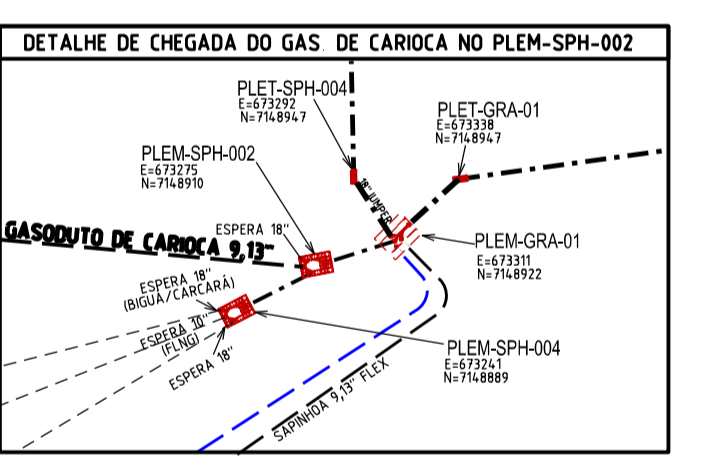 DETALHE DE CHEGADA DO GAS. DE CARIOCA NO PLEM-SPH-002
PLET-SPH-004
E=673292
N=7148947
PLET-GRA-01
E=673338
N=7148947
PLEM-SPH-002
E=673275
N=7148910
18" JUMPER
ESPERA 18"
GASODUTO DE CARIOCA 9,13"
PLEM-GRA-01
E=673311
N=7148922
ESPERA 18"
(BIGUÁ/CARCARÁ)
ESPERA 10"
(FLNG)
ESPERA 18"
PLEM-SPH-004
E=673241
N=7148889
SAPINHOA 9,13" FLEX